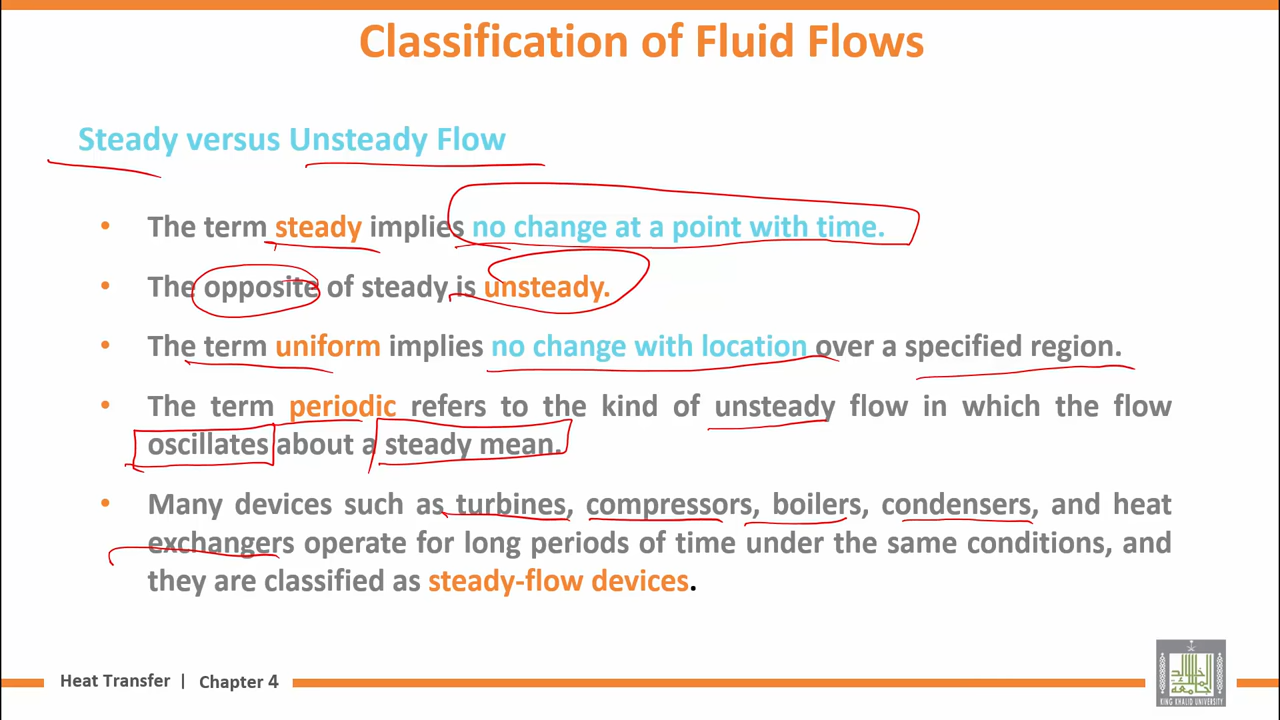 Classification of Fluid Flows
Steady versus Unsteady Flow
• The term steady implies no change at a point with time.
• The opposite of steady is unsteady.
• The term uniform implies no change with location over a specified region.
• The term periodic refers to the kind of unsteady flow in which the flow
oscillates about a steady mean.
• Many devices such as turbines, compressors, boilers, condensers, and heat
exchangers operate for long periods of time under the same conditions, and
they are classified as steady-flow devices.
Heat Transfer | Chapter 4
KING KHALID UNIVERSITY